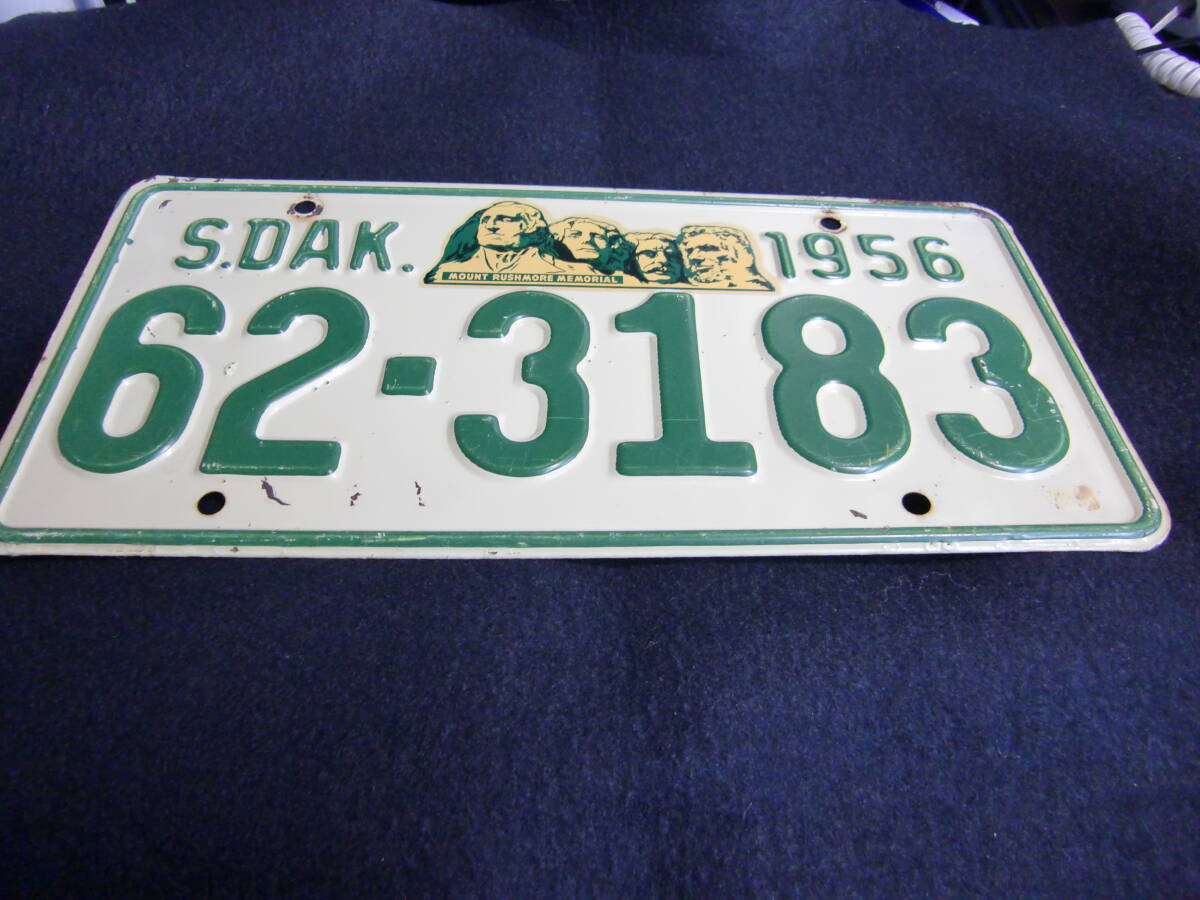 S.DAK. 1956
MOUNT RUSHMORE MEMORIAL
62-3183